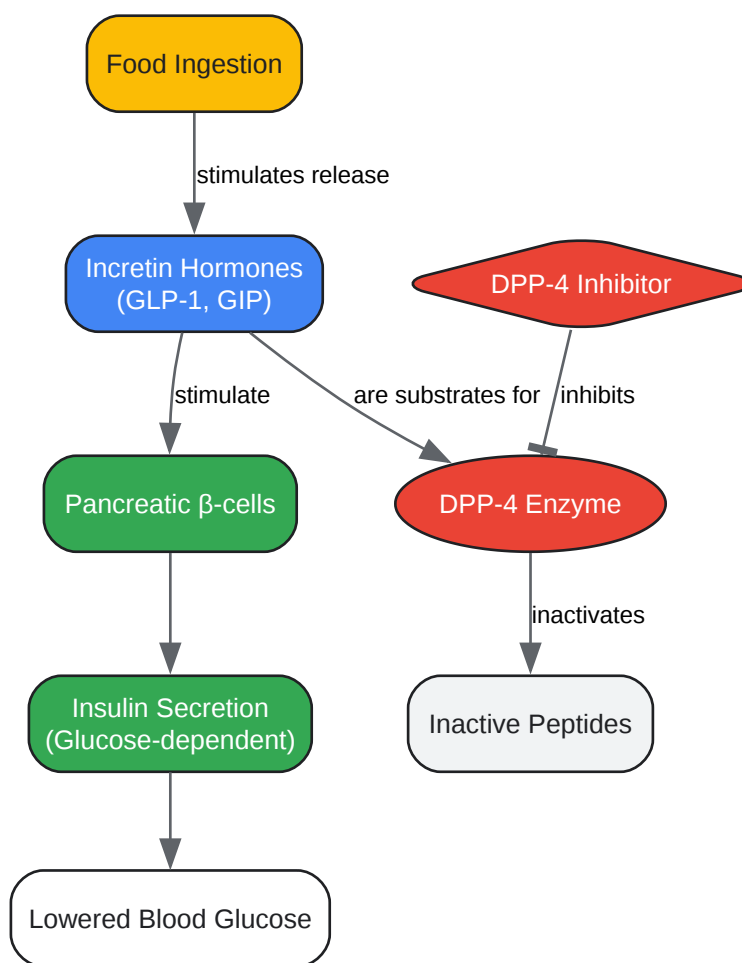 Food Ingestion
stimulates release
Incretin Hormones
(GLP-1, GIP)
DPP-4 Inhibitor
stimulate
are substrates for
inhibits
Pancreatic β-cells
DPP-4 Enzyme
inactivates
Insulin Secretion
(Glucose-dependent)
Inactive Peptides
Lowered Blood Glucose